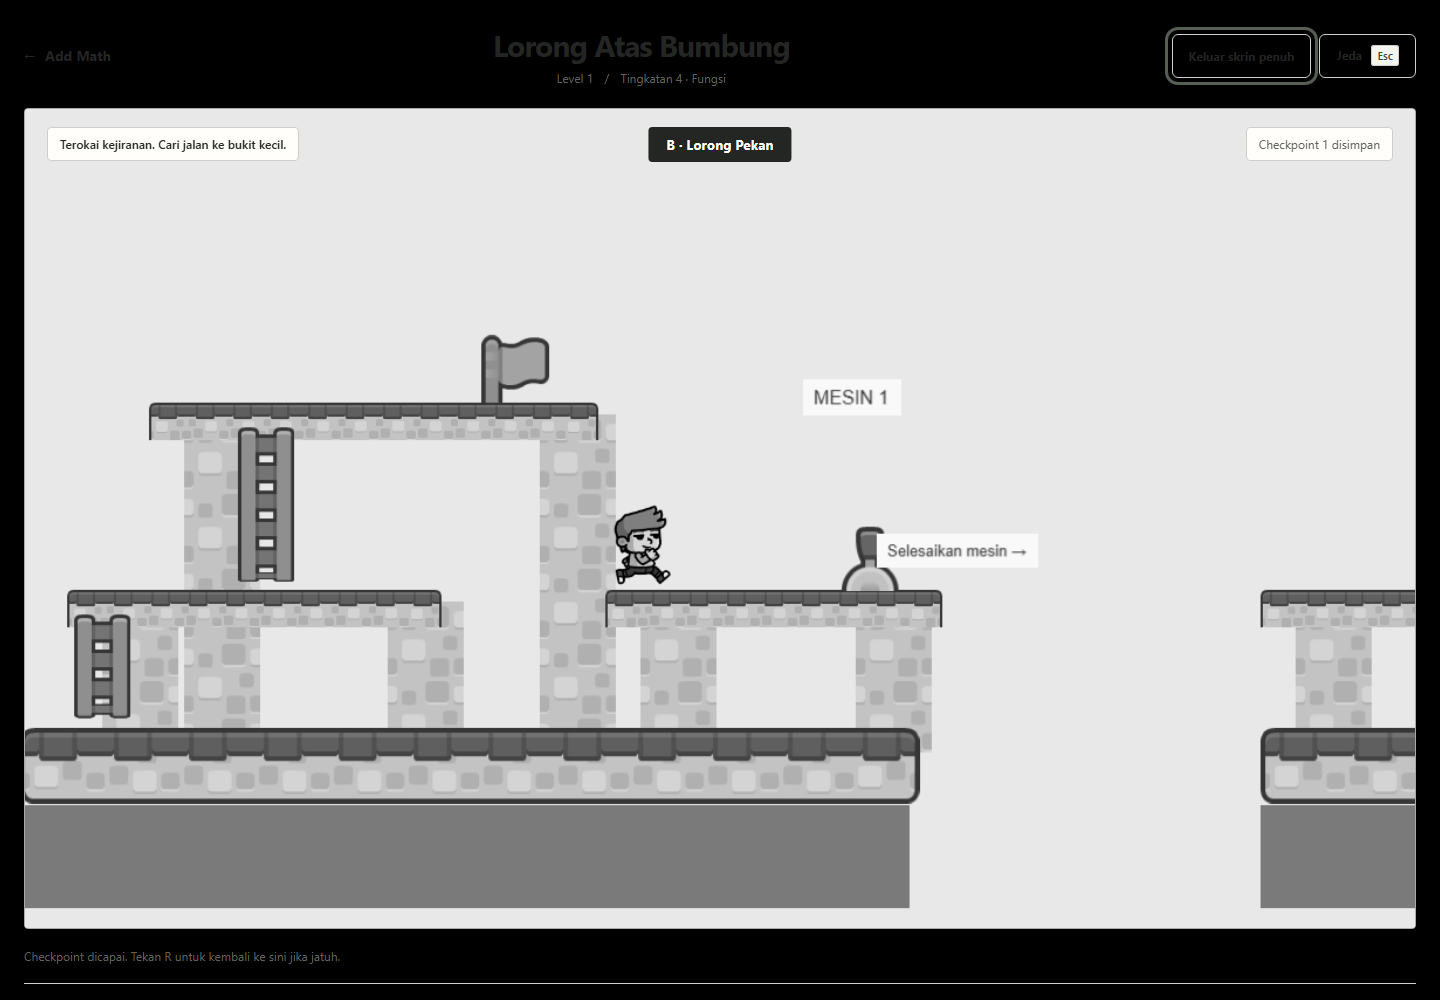 ← Add Math
Lorong Atas Bumbung
Level 1 / Tingkatan 4 · Fungsi
Keluar skrin penuh
Jeda Esc
Terokai kejiranan. Cari jalan ke bukit kecil.
B · Lorong Pekan
Checkpoint 1 disimpan
MESIN 1
Selesaikan mesin →
Checkpoint dicapai. Tekan R untuk kembali ke sini jika jatuh.